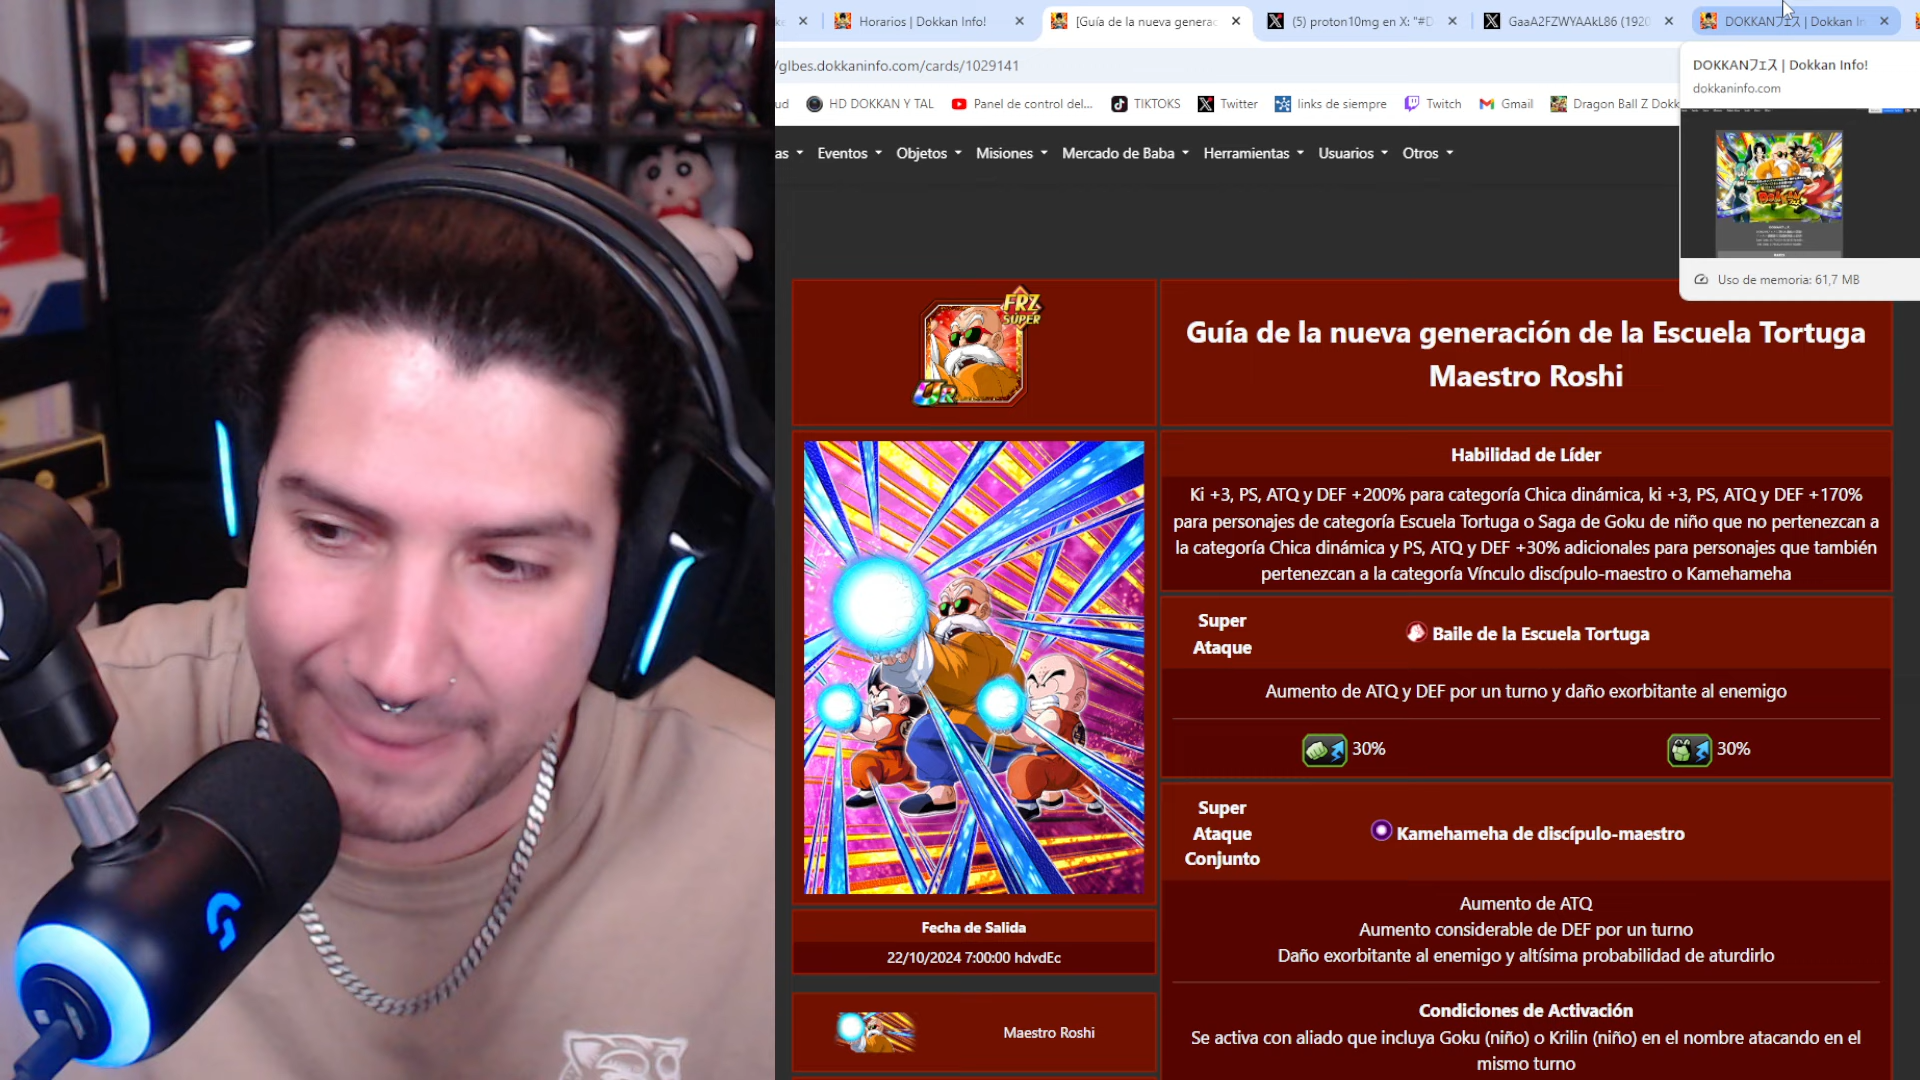 Horarios | Dokkan Info!
[Guía de la nueva generac
(5) proton10mg en X: "#D
GaaA2FZWYAAkL86 (1920
DOKKANフェス | Dokkan In
/glbes.dokkaninfo.com/cards/1029141
DOKKANフェス | Dokkan Info!
dokkaninfo.com
Uso de memoria: 61,7 MB
ud
HD DOKKAN Y TAL
Panel de control del...
TIKTOKS
Twitter
links de siempre
Twitch
Gmail
Dragon Ball Z Dokk
as
Eventos
Objetos
Misiones
Mercado de Baba
Herramientas
Usuarios
Otros
FRZ
SUPER
UR
Guía de la nueva generación de la Escuela Tortuga
Maestro Roshi
Habilidad de Líder
Ki +3, PS, ATQ y DEF +200% para categoría Chica dinámica, ki +3, PS, ATQ y DEF +170%
para personajes de categoría Escuela Tortuga o Saga de Goku de niño que no pertenezcan a
la categoría Chica dinámica y PS, ATQ y DEF +30% adicionales para personajes que también
pertenezcan a la categoría Vínculo discípulo-maestro o Kamehameha
Super
Ataque
Baile de la Escuela Tortuga
Aumento de ATQ y DEF por un turno y daño exorbitante al enemigo
30%
30%
Super
Ataque
Conjunto
Kamehameha de discípulo-maestro
Aumento de ATQ
Aumento considerable de DEF por un turno
Daño exorbitante al enemigo y altísima probabilidad de aturdirlo
Condiciones de Activación
Se activa con aliado que incluya Goku (niño) o Krilin (niño) en el nombre atacando en el
mismo turno
Fecha de Salida
22/10/2024 7:00:00 hdvdEc
Maestro Roshi